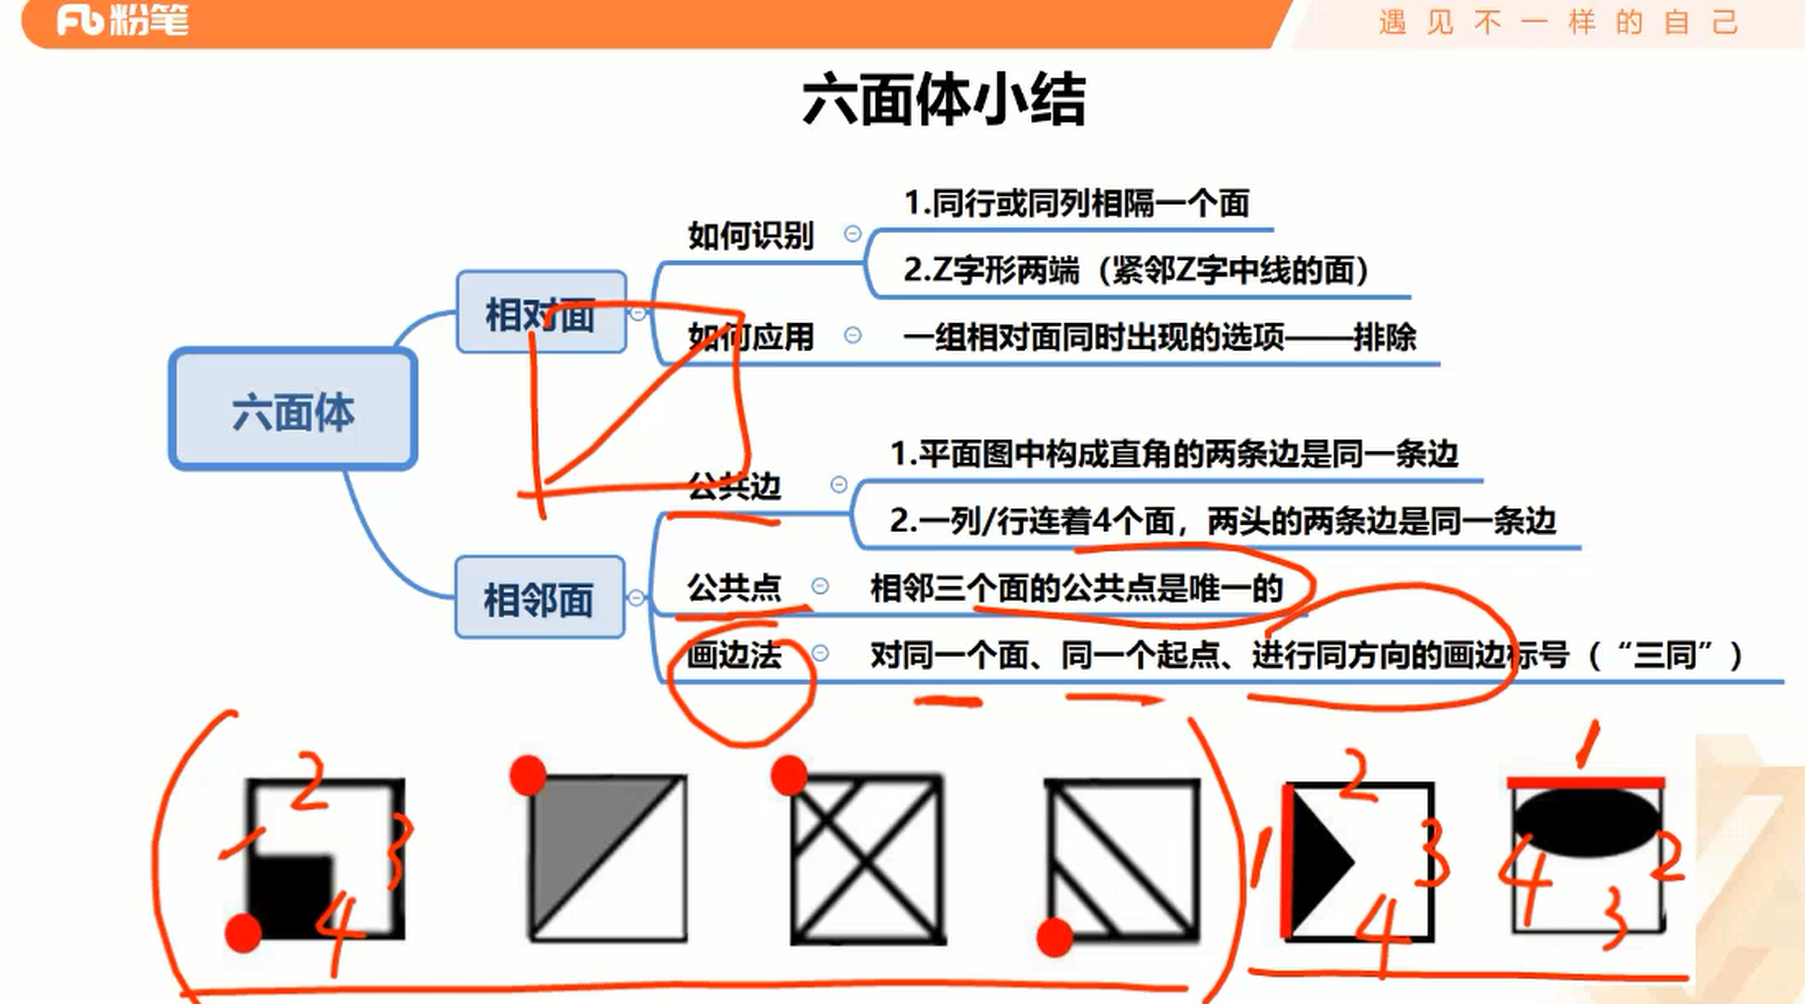 粉笔
遇见不一样的自己
六面体小结
1.同行或同列相隔一个面
如何识别
2.Z字形两端（紧邻Z字中线的面）
相对面
如何应用
一组相对面同时出现的选项——排除
六面体
1.平面图中构成直角的两条边是同一条边
公共边
2.一列/行连着4个面，两头的两条边是同一条边
相邻面
公共点
相邻三个面的公共点是唯一的
画边法
对同一个面、同一个起点、进行同方向的画边标号（“三同”）
1 2 3 4
1 2 3 4
1 2 3 4